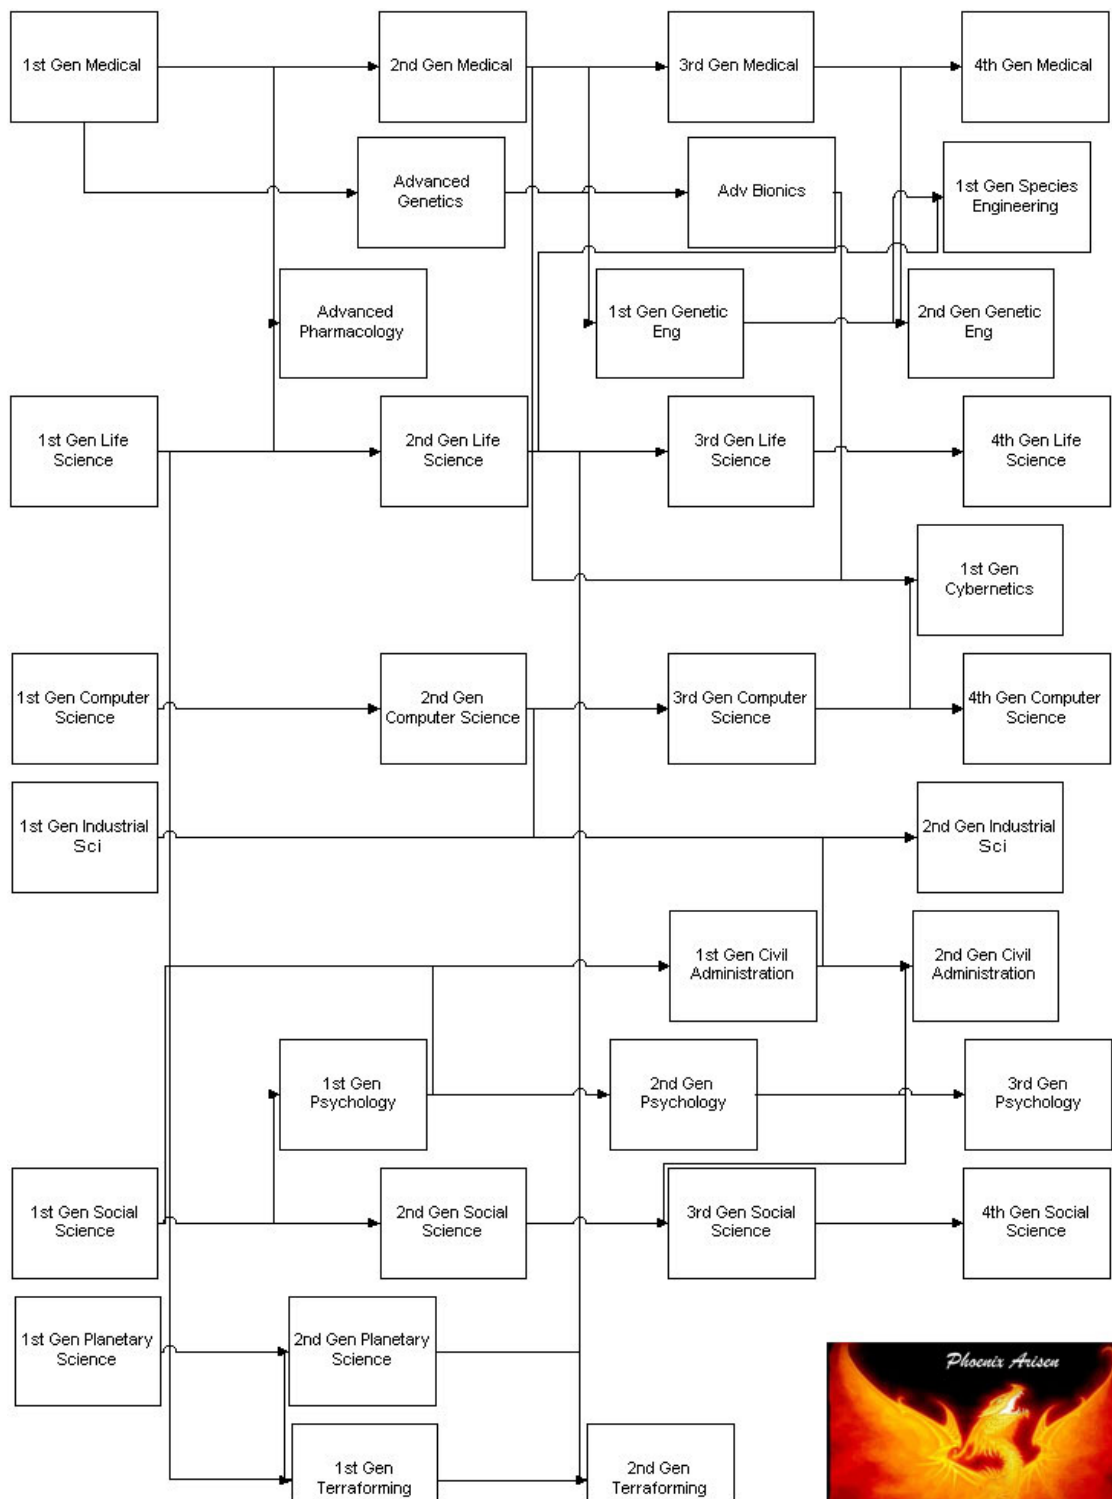 1st Gen Medical
2nd Gen Medical
3rd Gen Medical
4th Gen Medical
Advanced
Genetics
Adv Bionics
1st Gen Species
Engineering
Advanced
Pharmacology
1st Gen Genetic
Eng
2nd Gen Genetic
Eng
1st Gen Life
Science
2nd Gen Life
Science
3rd Gen Life
Science
4th Gen Life
Science
1st Gen
Cybernetics
1st Gen Computer
Science
2nd Gen
Computer Science
3rd Gen Computer
Science
4th Gen Computer
Science
1st Gen Industrial
Sci
2nd Gen Industrial
Sci
1st Gen Civil
Administration
2nd Gen Civil
Administration
1st Gen
Psychology
2nd Gen
Psychology
3rd Gen
Psychology
1st Gen Social
Science
2nd Gen Social
Science
3rd Gen Social
Science
4th Gen Social
Science
1st Gen Planetary
Science
2nd Gen Planetary
Science
Phoenix Arisen
1st Gen
Terraforming
2nd Gen
Terraforming